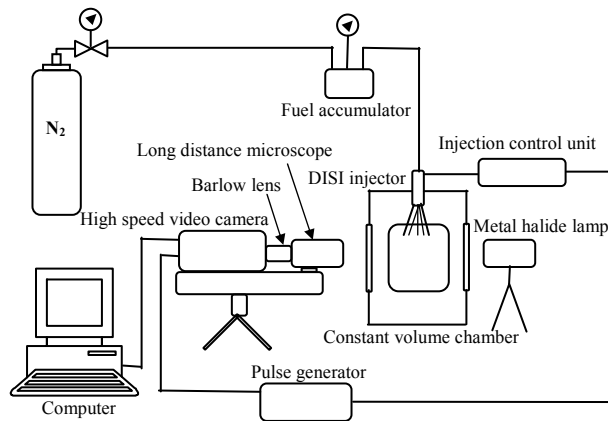 N2
Fuel accumulator
Long distance microscope
Injection control unit
DISI injector
Barlow lens
High speed video camera
Metal halide lamp
Constant volume chamber
Pulse generator
Computer